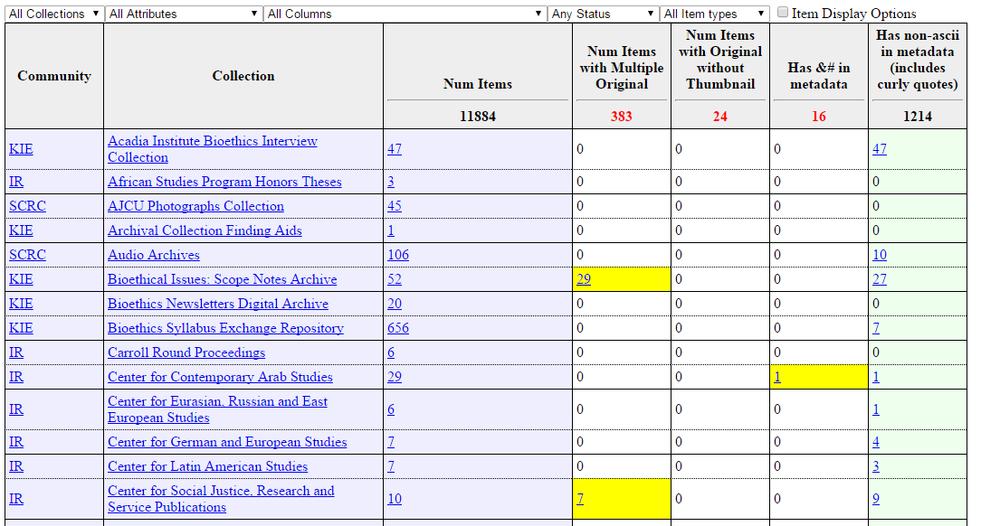 All Collections ▼ All Attributes ▼ All Columns ▼ Any Status ▼ All Item types ▼ Item Display Options
Community
Collection
Num Items
11884
Num Items
with Multiple
Original
383
Num Items
with Original
without
Thumbnail
24
Has &# in
metadata
16
Has non-ascii
in metadata
(includes
curly quotes)
1214
KIE
Acadia Institute Bioethics Interview
Collection
47 0 0 0 47
IR African Studies Program Honors Theses 3 0 0 0 0
SCRC AJCU Photographs Collection 45 0 0 0 0
KIE Archival Collection Finding Aids 1 0 0 0 0
SCRC Audio Archives 106 0 0 0 10
KIE Bioethical Issues: Scope Notes Archive 52 29 0 0 27
KIE Bioethics Newsletters Digital Archive 20 0 0 0 0
KIE Bioethics Syllabus Exchange Repository 656 0 0 0 7
IR Carroll Round Proceedings 6 0 0 0 0
IR Center for Contemporary Arab Studies 29 0 0 1 1
IR
Center for Eurasian, Russian and East
European Studies
6 0 0 0 1
IR Center for German and European Studies 7 0 0 0 4
IR Center for Latin American Studies 7 0 0 0 3
IR
Center for Social Justice, Research and
Service Publications
10 7 0 0 9